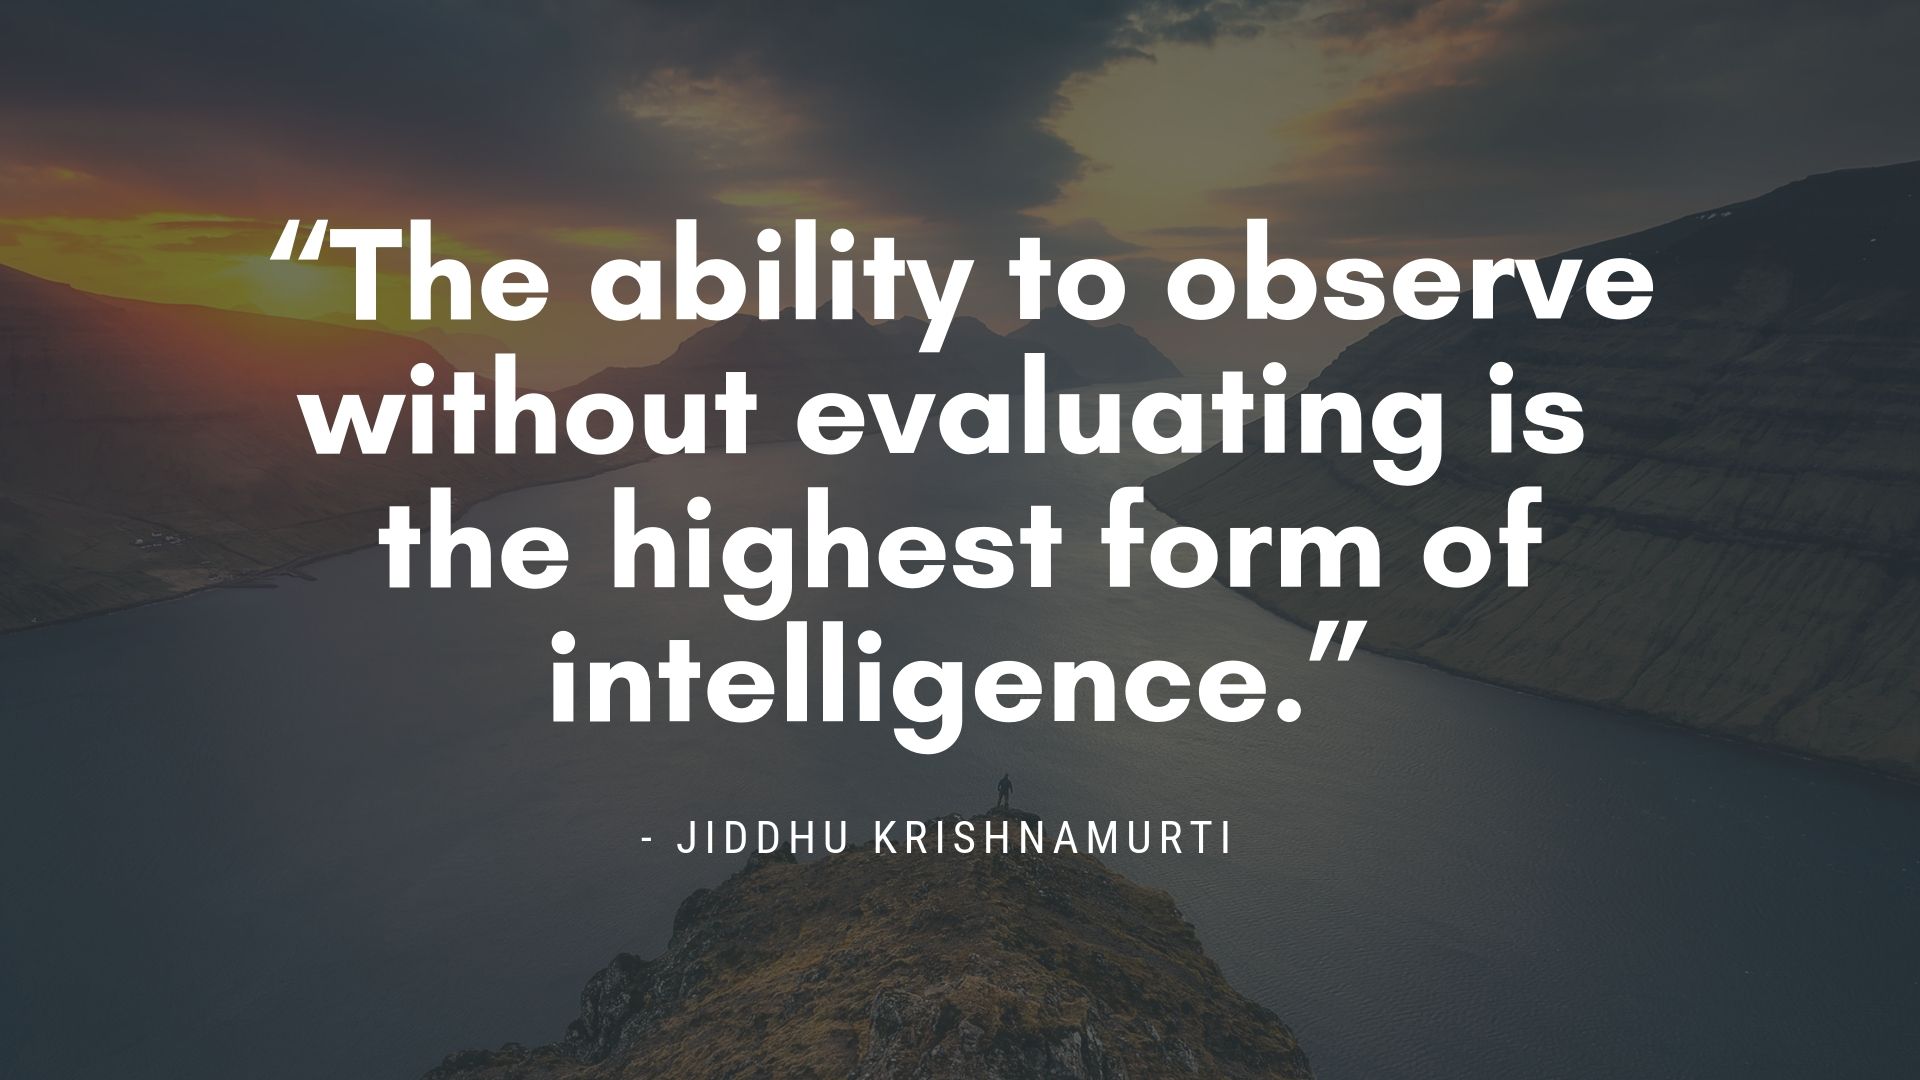 “The ability to observe
without evaluating is
the highest form of
intelligence.”
- JIDDHU KRISHNAMURTI